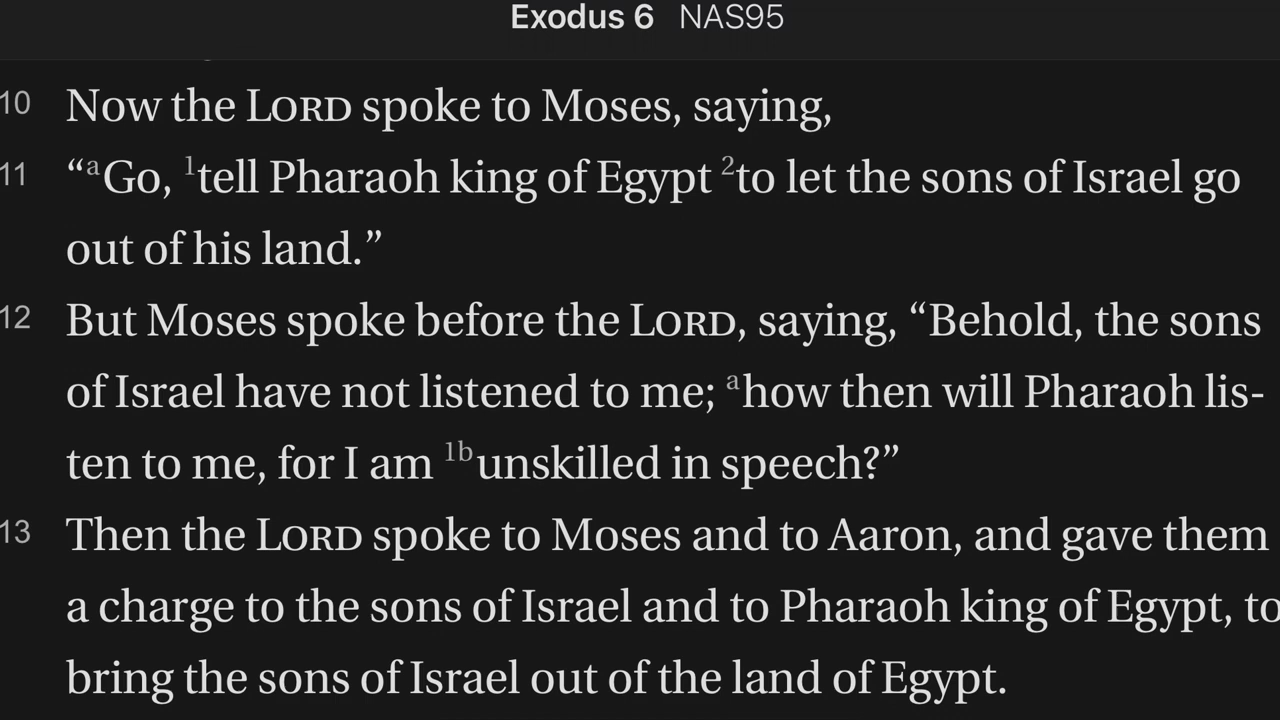 Exodus 6 NAS95
10 Now the LORD spoke to Moses, saying,
11 “aGo, 1tell Pharaoh king of Egypt 2to let the sons of Israel go
out of his land.”
12 But Moses spoke before the LORD, saying, “Behold, the sons
of Israel have not listened to me; ahow then will Pharaoh lis-
ten to me, for I am 1bunskilled in speech?”
13 Then the LORD spoke to Moses and to Aaron, and gave them
a charge to the sons of Israel and to Pharaoh king of Egypt, to
bring the sons of Israel out of the land of Egypt.